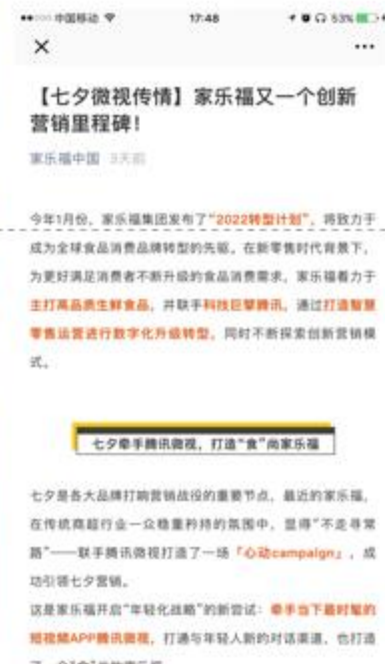 中国移动
17:48
53%
【七夕微视传情】家乐福又一个创新
营销里程碑！
家乐福中国 3天前
今年1月份，家乐福集团发布了“2022转型计划”，将致力于
成为全球食品消费品牌转型的先驱。在新零售时代背景下，
为更好满足消费者不断升级的食品消费需求，家乐福着力于
主打高品质生鲜食品，并联手科技巨擘腾讯，通过打造智慧
零售运营进行数字化升级转型，同时不断探索创新营销模
式。
七夕牵手腾讯微视，打造“食”尚家乐福
七夕是各大品牌打响营销战役的重要节点，最近的家乐福，
在传统商超行业一众稳重矜持的氛围中，显得“不走寻常
路”——联手腾讯微视打造了一场「心动campaign」，成
功引领七夕营销。
这是家乐福开启“年轻化战略”的新尝试：牵手当下最时髦的
短视频APP腾讯微视，打通与年轻人新的对话渠道，也打造